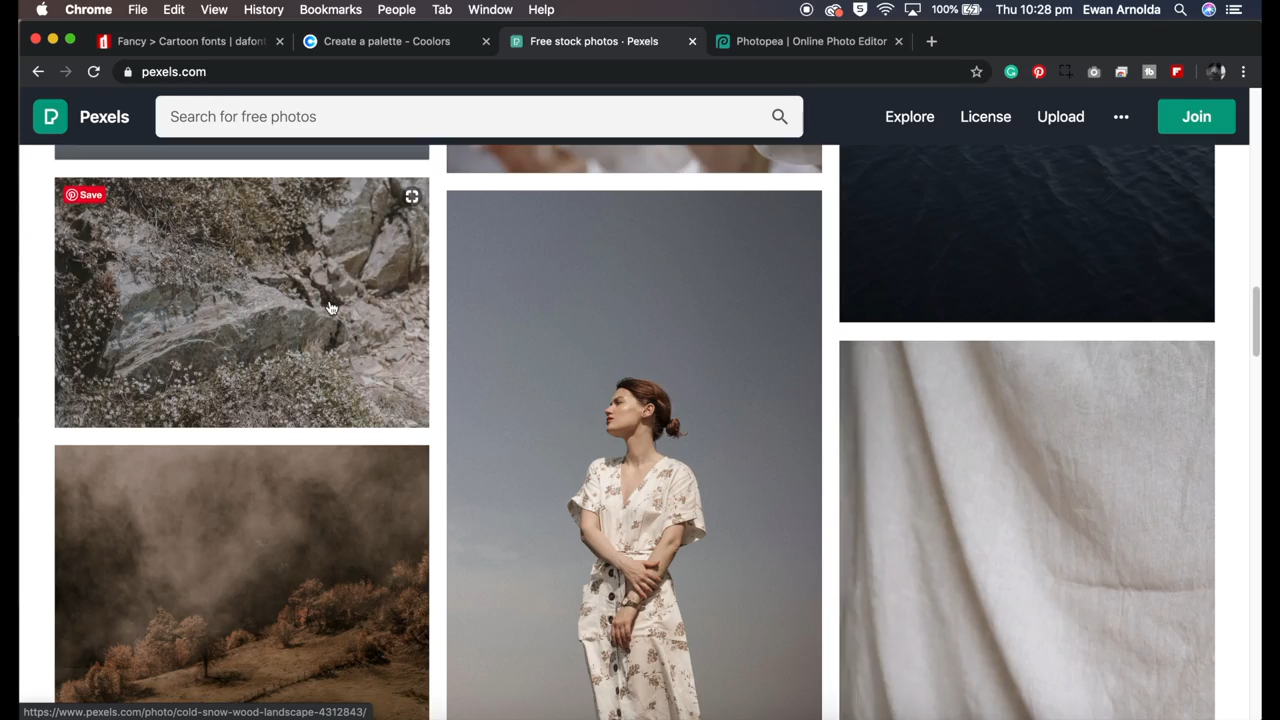 Chrome File Edit View History Bookmarks People Tab Window Help 100% Thu 10:28 pm Ewan Arnolda
Fancy > Cartoon fonts | dafont Create a palette - Coolors Free stock photos · Pexels Photopea | Online Photo Editor
pexels.com
Pexels Search for free photos Explore License Upload ••• Join
Save
https://www.pexels.com/photo/cold-snow-wood-landscape-4312843/